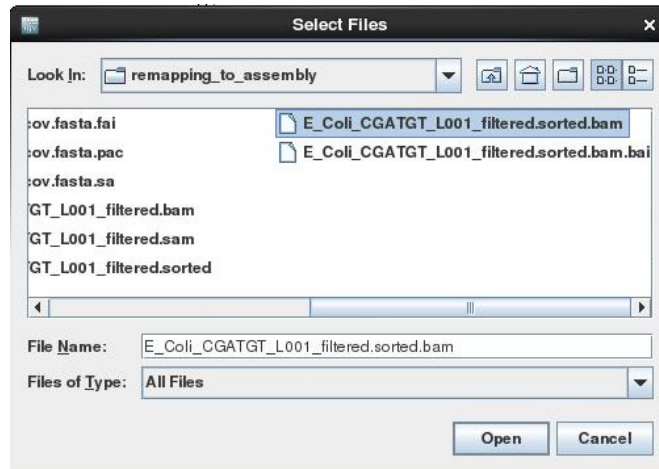 Select Files
Look In: remapping_to_assembly
cov.fasta.fai
cov.fasta.pac
cov.fasta.sa
GT_L001_filtered.bam
GT_L001_filtered.sam
GT_L001_filtered.sorted
E_Coli_CGATGT_L001_filtered.sorted.bam
E_Coli_CGATGT_L001_filtered.sorted.bam.bai
File Name: E_Coli_CGATGT_L001_filtered.sorted.bam
Files of Type: All Files
Open Cancel